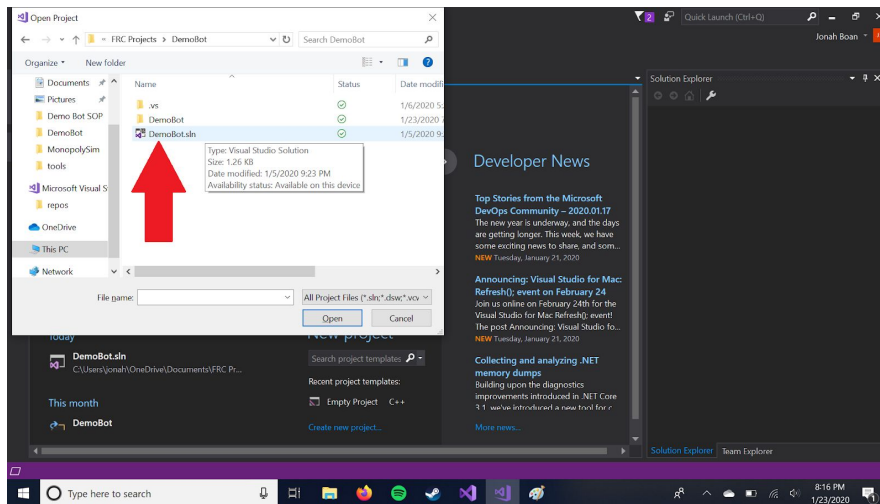 Open Project
2
Quick Launch (Ctrl+Q)
Jonah Boan
« FRC Projects > DemoBot
Search DemoBot
Organize
New folder
Documents
Pictures
Demo Bot SOP
DemoBot
MonopolySim
tools
Microsoft Visual S
repos
OneDrive
This PC
Network
Name
Status
Date modifi
.vs
1/6/2020 5:
DemoBot
1/23/2020
DemoBot.sln
1/5/2020 9:
Type: Visual Studio Solution
Size: 1.26 KB
Date modified: 1/5/2020 9:23 PM
Availability status: Available on this device
File name:
All Project Files (*.sln;*.dsw;*.vcv
Open
Cancel
Today
DemoBot.sln
C:\Users\jonah\OneDrive\Documents\FRC Pr...
This month
DemoBot
New project
Search project templates
Recent project templates:
Empty Project C++
Create new project...
Developer News
Top Stories from the Microsoft
DevOps Community – 2020.01.17
The new year is underway, and the days
are getting longer. This week, we have
some exciting news to share, and som...
NEW Tuesday, January 21, 2020
Announcing: Visual Studio for Mac:
Refresh(); event on February 24
Join us online on February 24th for the
Visual Studio for Mac Refresh(); event!
The post Announcing: Visual Studio fo...
NEW Tuesday, January 21, 2020
Collecting and analyzing .NET
memory dumps
Building upon the diagnostics
improvements introduced in .NET Core
3.1, we've introduced a new tool for c
More news...
Solution Explorer
Solution Explorer
Team Explorer
Type here to search
8:16 PM
1/23/2020